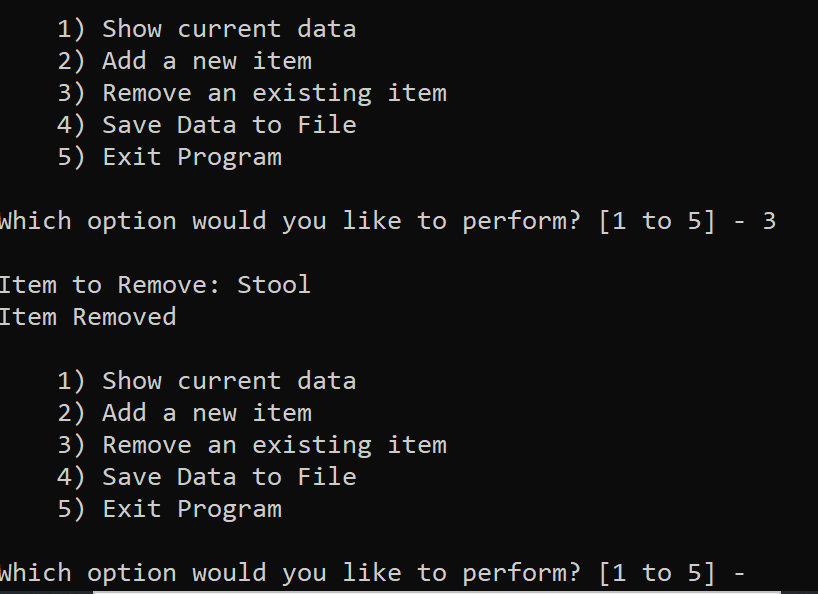 1) Show current data
2) Add a new item
3) Remove an existing item
4) Save Data to File
5) Exit Program
Which option would you like to perform? [1 to 5] - 3
Item to Remove: Stool
Item Removed
1) Show current data
2) Add a new item
3) Remove an existing item
4) Save Data to File
5) Exit Program
Which option would you like to perform? [1 to 5] -